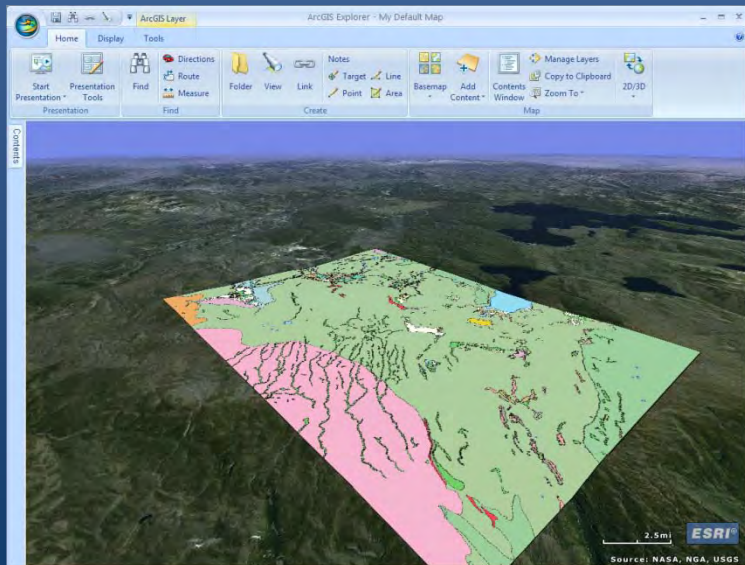 ArcGIS Layer
ArcGIS Explorer - My Default Map
Home
Display
Tools
Start
Presentation
Presentation
Tools
Presentation
Find
Directions
Route
Measure
Find
Folder
View
Link
Notes
Target
Line
Point
Area
Create
Basemap
Add
Content
Contents
Window
Manage Layers
Copy to Clipboard
Zoom To
2D/3D
Map
Contents
2.5mi
ESRI®
Source: NASA, NGA, USGS